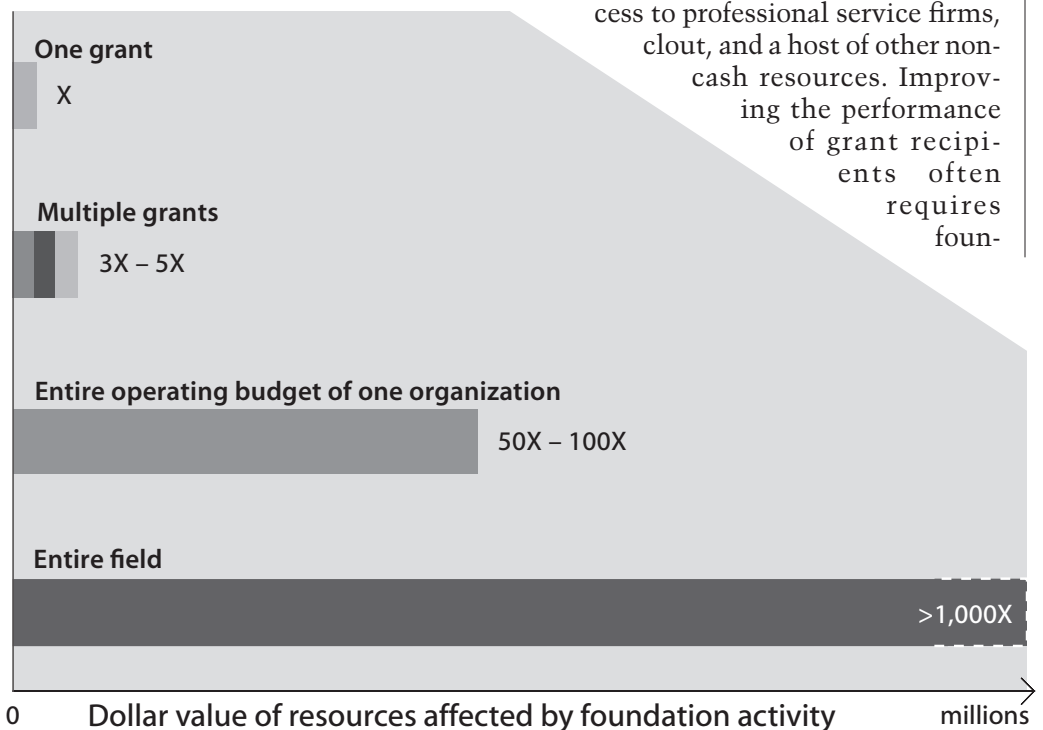 cess to professional service firms,
clout, and a host of other non-
cash resources. Improv-
ing the performance
of grant recipi-
ents often
requires
foun-
One grant
X
Multiple grants
3X – 5X
Entire operating budget of one organization
50X – 100X
Entire field
>1,000X
0
Dollar value of resources affected by foundation activity
millions